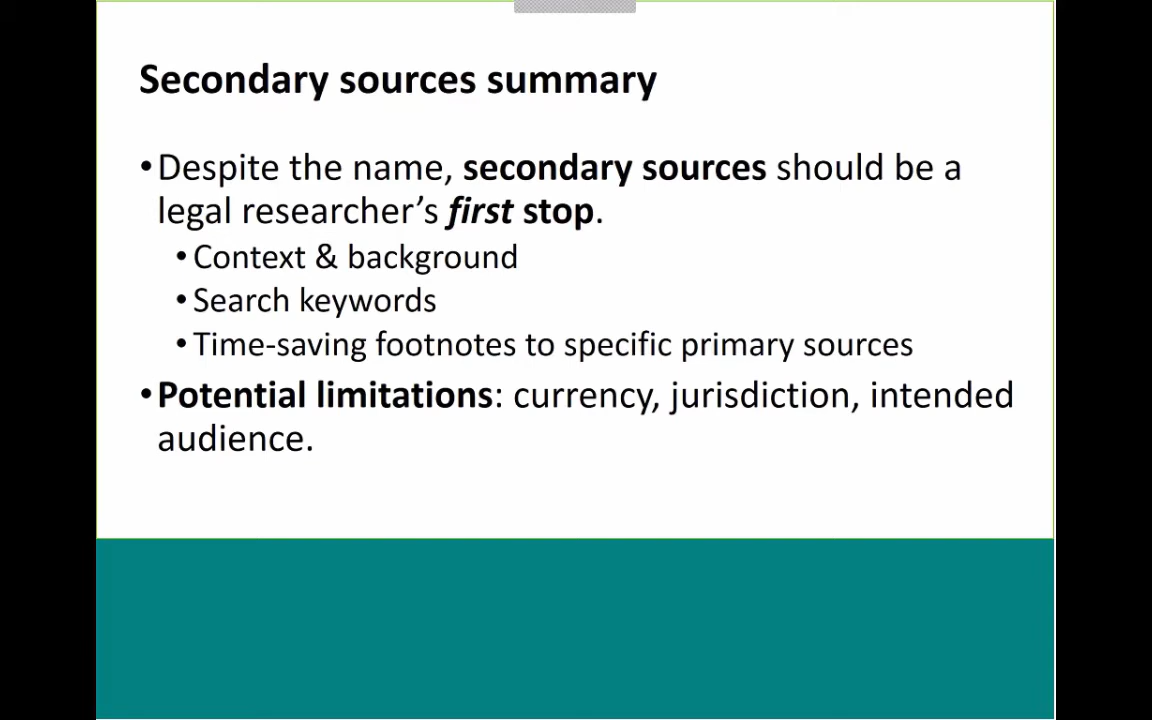 Secondary sources summary
•Despite the name, secondary sources should be a
legal researcher’s first stop.
•Context & background
•Search keywords
•Time-saving footnotes to specific primary sources
•Potential limitations: currency, jurisdiction, intended
audience.